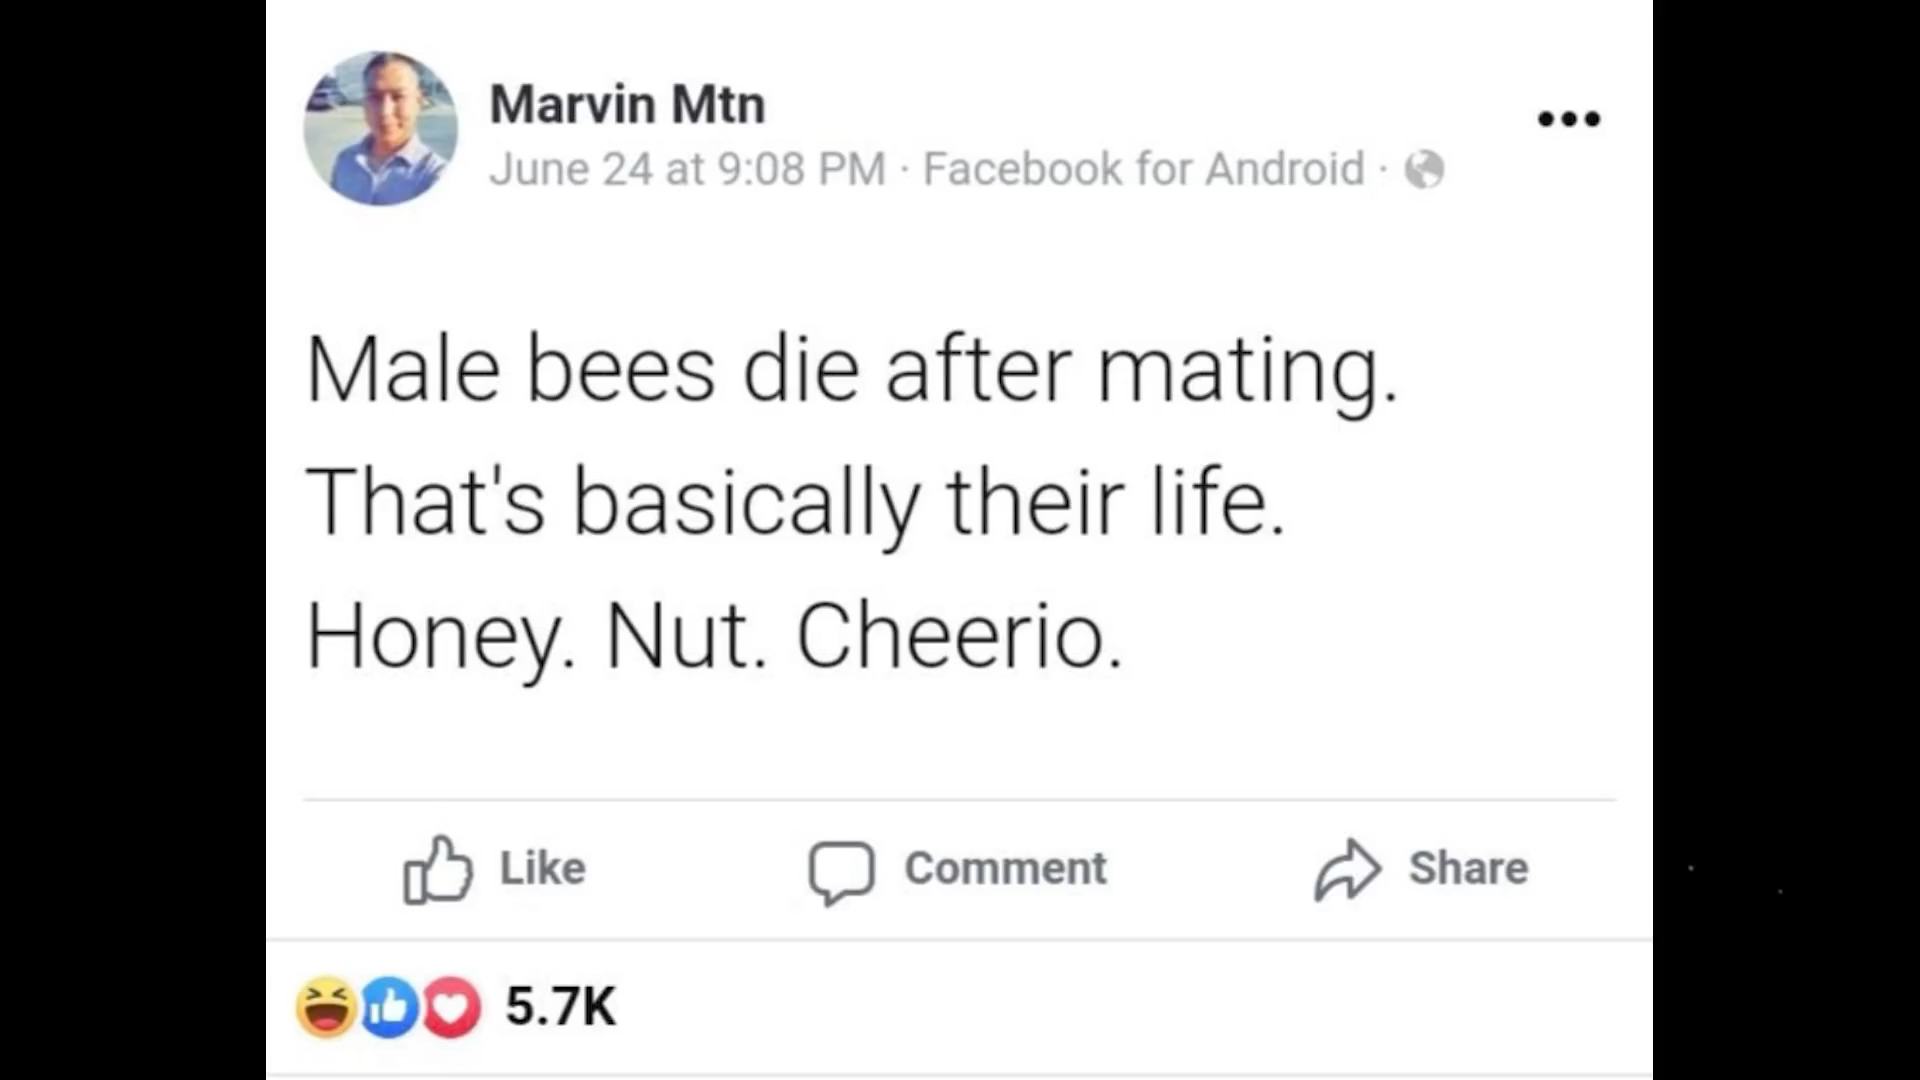 Marvin Mtn
June 24 at 9:08 PM · Facebook for Android ·
Male bees die after mating.
That's basically their life.
Honey. Nut. Cheerio.
Like Comment Share
5.7K